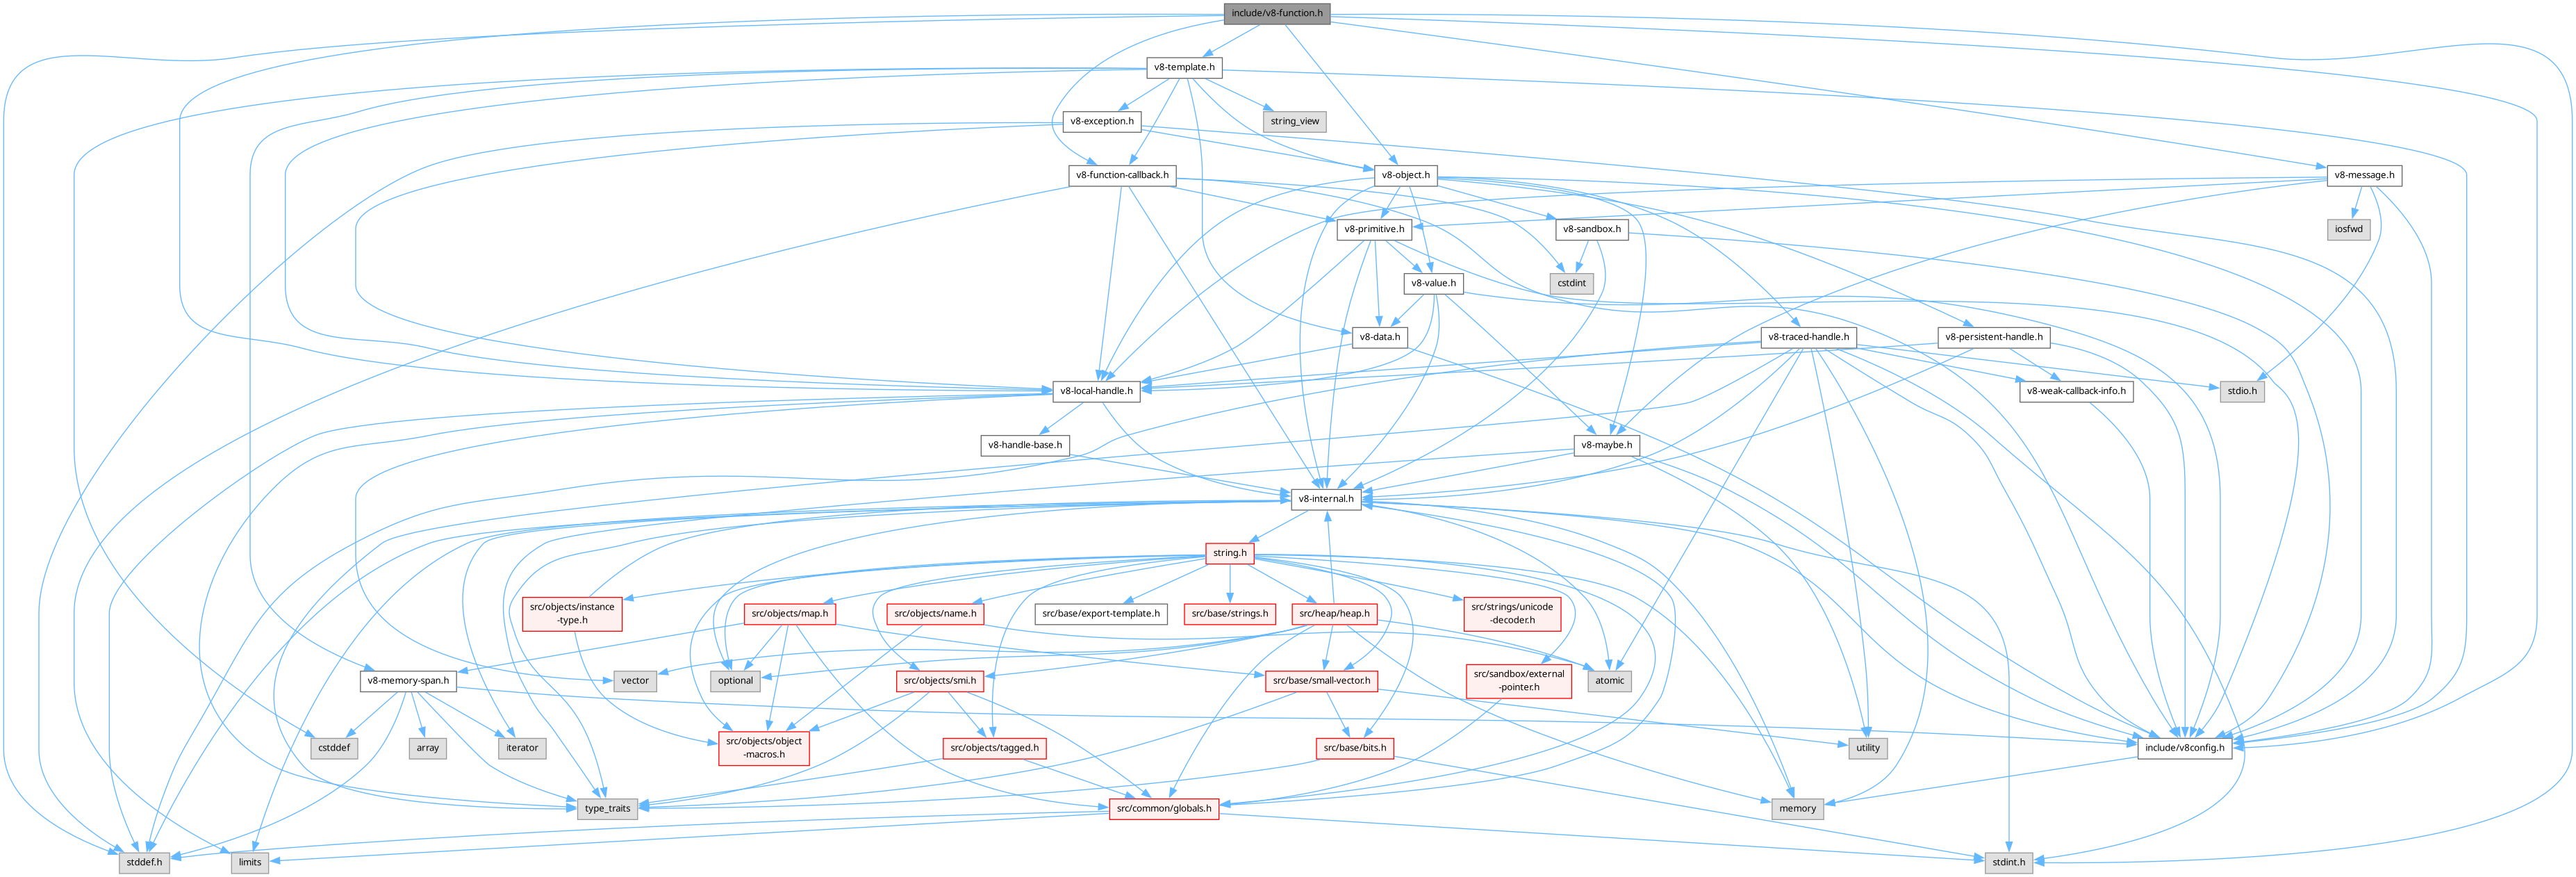 include/v8-function.h
v8-template.h
v8-exception.h
string_view
v8-function-callback.h
v8-object.h
v8-message.h
v8-primitive.h
v8-sandbox.h
iosfwd
v8-value.h
cstdint
v8-data.h
v8-traced-handle.h
v8-persistent-handle.h
v8-local-handle.h
v8-weak-callback-info.h
stdio.h
v8-handle-base.h
v8-maybe.h
v8-internal.h
string.h
src/objects/instance
-type.h
src/objects/map.h
src/objects/name.h
src/base/export-template.h
src/base/strings.h
src/heap/heap.h
src/strings/unicode
-decoder.h
v8-memory-span.h
vector
optional
src/objects/smi.h
src/base/small-vector.h
src/sandbox/external
-pointer.h
atomic
cstddef
array
iterator
src/objects/object
-macros.h
src/objects/tagged.h
src/base/bits.h
utility
include/v8config.h
type_traits
src/common/globals.h
memory
stddef.h
limits
stdint.h